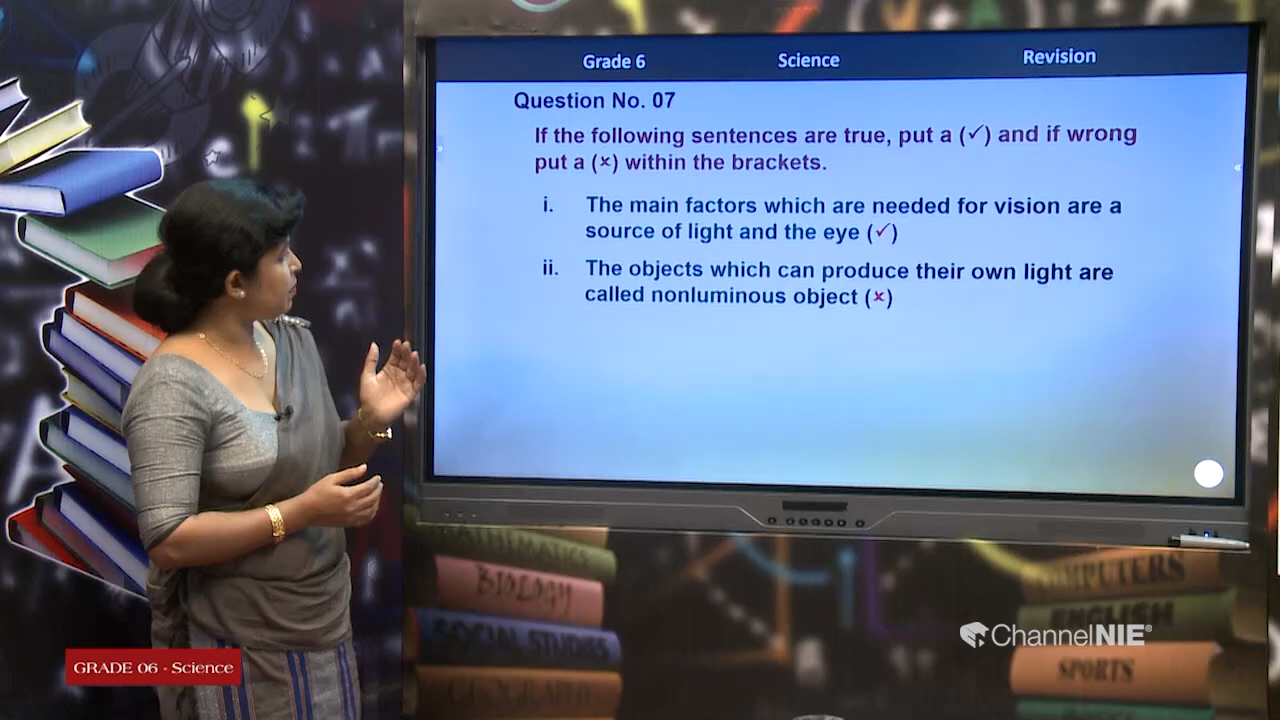 Grade 6 Science Revision
Question No. 07
If the following sentences are true, put a (✓) and if wrong
put a (×) within the brackets.
i. The main factors which are needed for vision are a
source of light and the eye (✓)
ii. The objects which can produce their own light are
called nonluminous object (×)
MATHEMATICS
BIOLOGY
SOCIAL STUDIES
GEOGRAPHY
COMPUTERS
ENGLISH
SPORTS
ChannelNIE®
GRADE 06 - Science